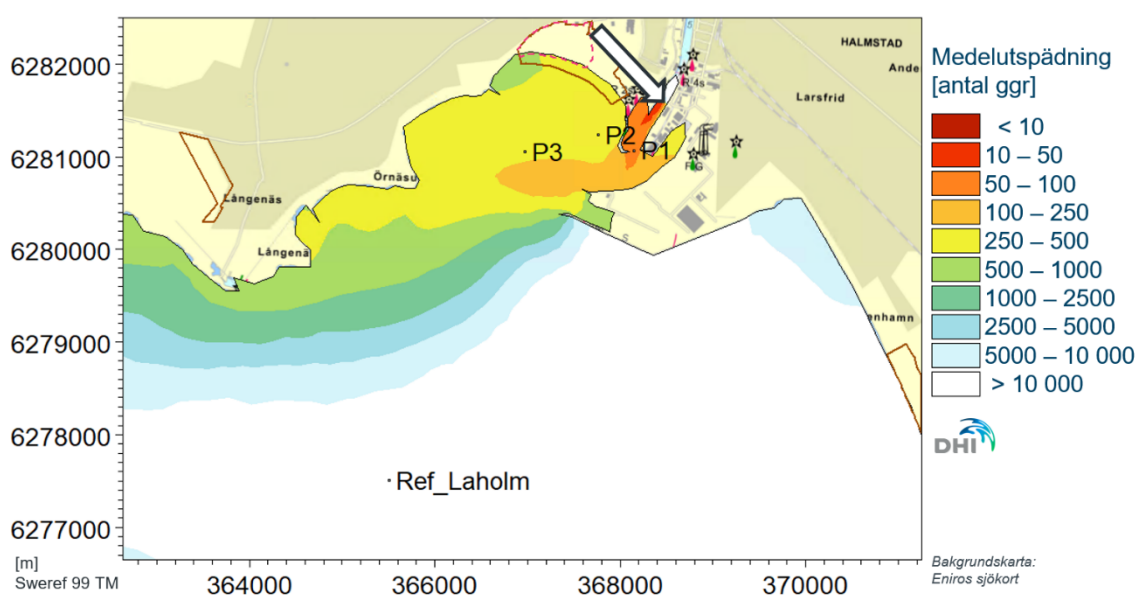 6282000
6281000
6280000
6279000
6278000
6277000
[m]
Sweref 99 TM
364000
366000
368000
370000
HALMSTAD
Ande
Larsfrid
R 4s
P2
P1
P3
F G
Örnäsu
Långenäs
Långenä
S
5
enhamn
Ref_Laholm
Medelutspädning
[antal ggr]
< 10
10 – 50
50 – 100
100 – 250
250 – 500
500 – 1000
1000 – 2500
2500 – 5000
5000 – 10 000
> 10 000
DHI
Bakgrundskarta:
Eniros sjökort